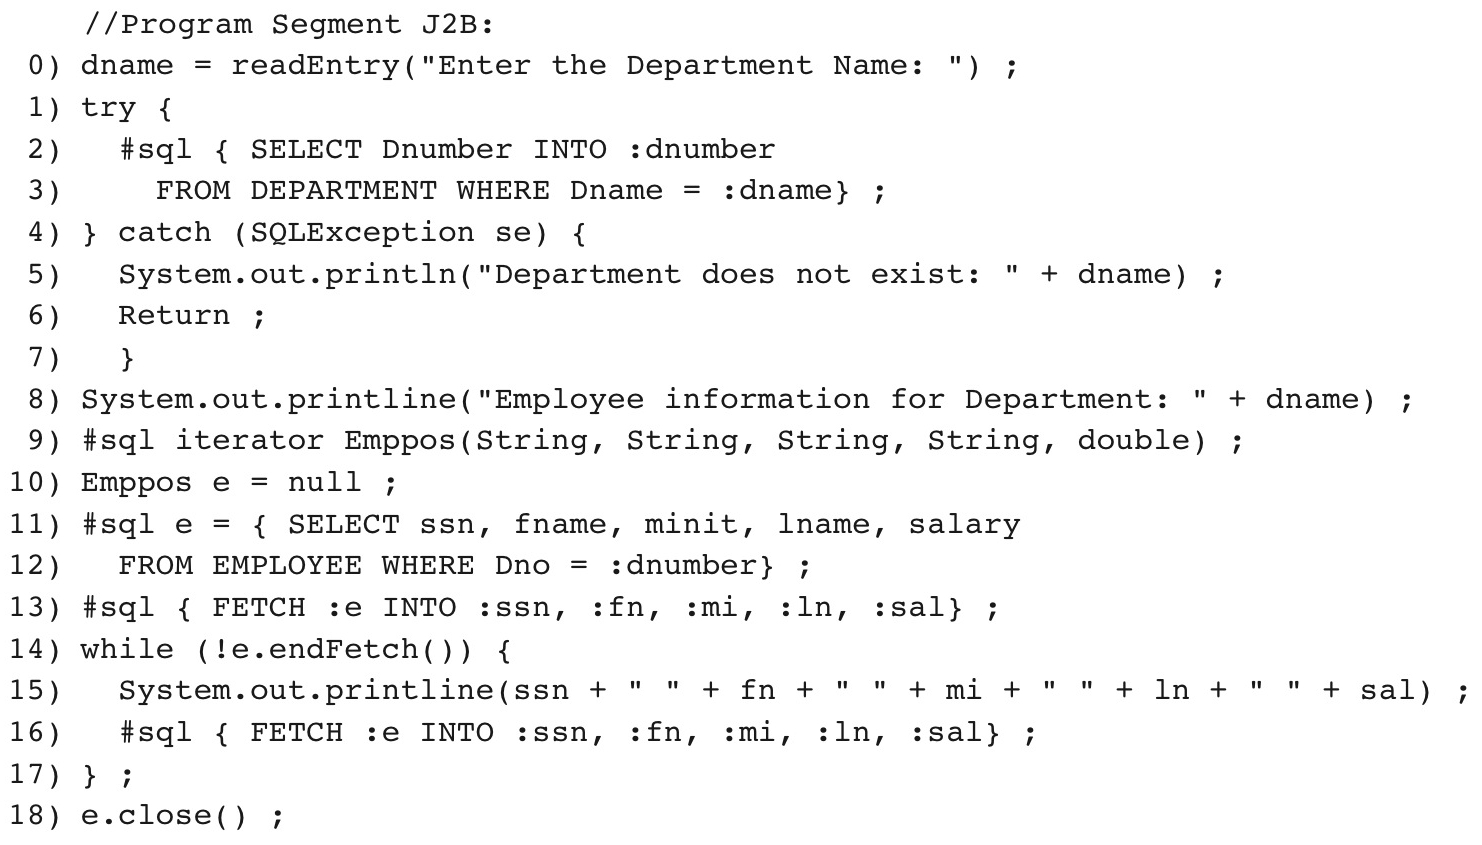 //Program Segment J2B:
0) dname = readEntry("Enter the Department Name: ") ;
1) try {
2)   #sql { SELECT Dnumber INTO :dnumber
3)     FROM DEPARTMENT WHERE Dname = :dname} ;
4) } catch (SQLException se) {
5)   System.out.println("Department does not exist: " + dname) ;
6)   Return ;
7)   }
8) System.out.printline("Employee information for Department: " + dname) ;
9) #sql iterator Emppos(String, String, String, String, double) ;
10) Emppos e = null ;
11) #sql e = { SELECT ssn, fname, minit, lname, salary
12)   FROM EMPLOYEE WHERE Dno = :dnumber} ;
13) #sql { FETCH :e INTO :ssn, :fn, :mi, :ln, :sal} ;
14) while (!e.endFetch()) {
15)   System.out.printline(ssn + " " + fn + " " + mi + " " + ln + " " + sal) ;
16)   #sql { FETCH :e INTO :ssn, :fn, :mi, :ln, :sal} ;
17) } ;
18) e.close() ;